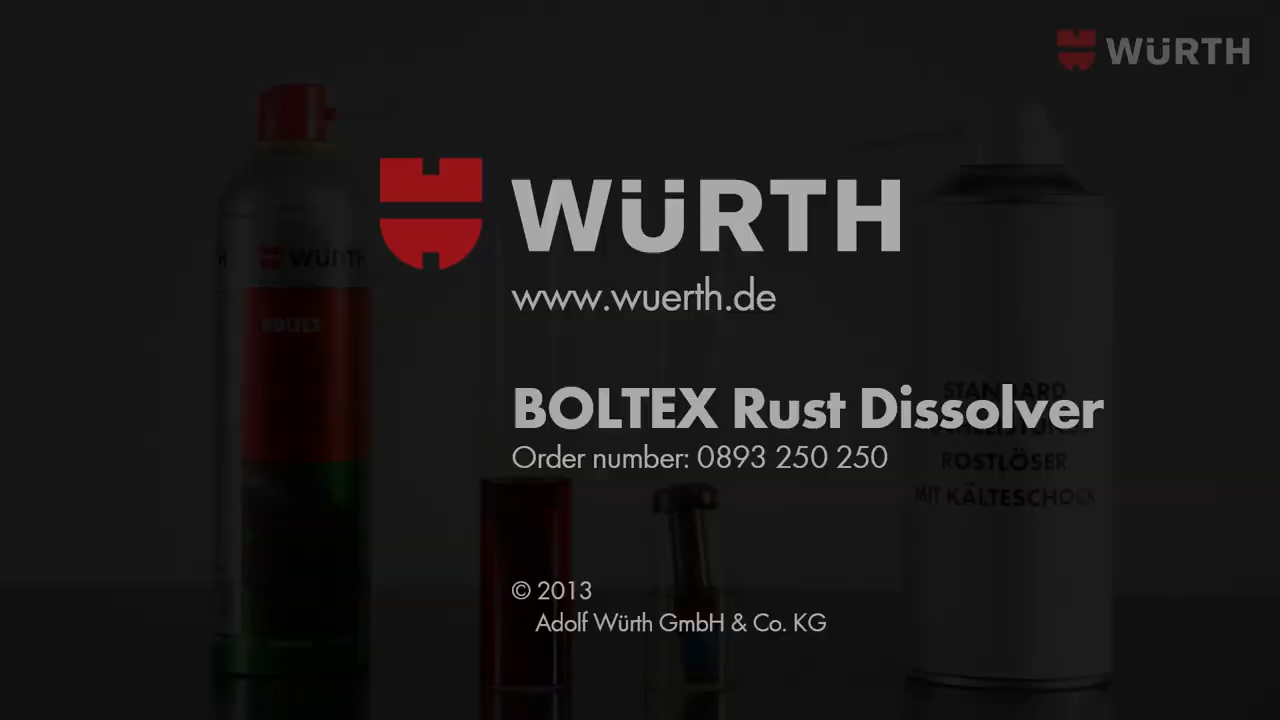 WÜRTH
WÜRTH
www.wuerth.de
WÜRTH
BOLTEX
BOLTEX Rust Dissolver
STANDARD
Order number: 0893 250 250
ROSTLÖSER
MIT KÄLTESCHOCK
© 2013
Adolf Würth GmbH & Co. KG